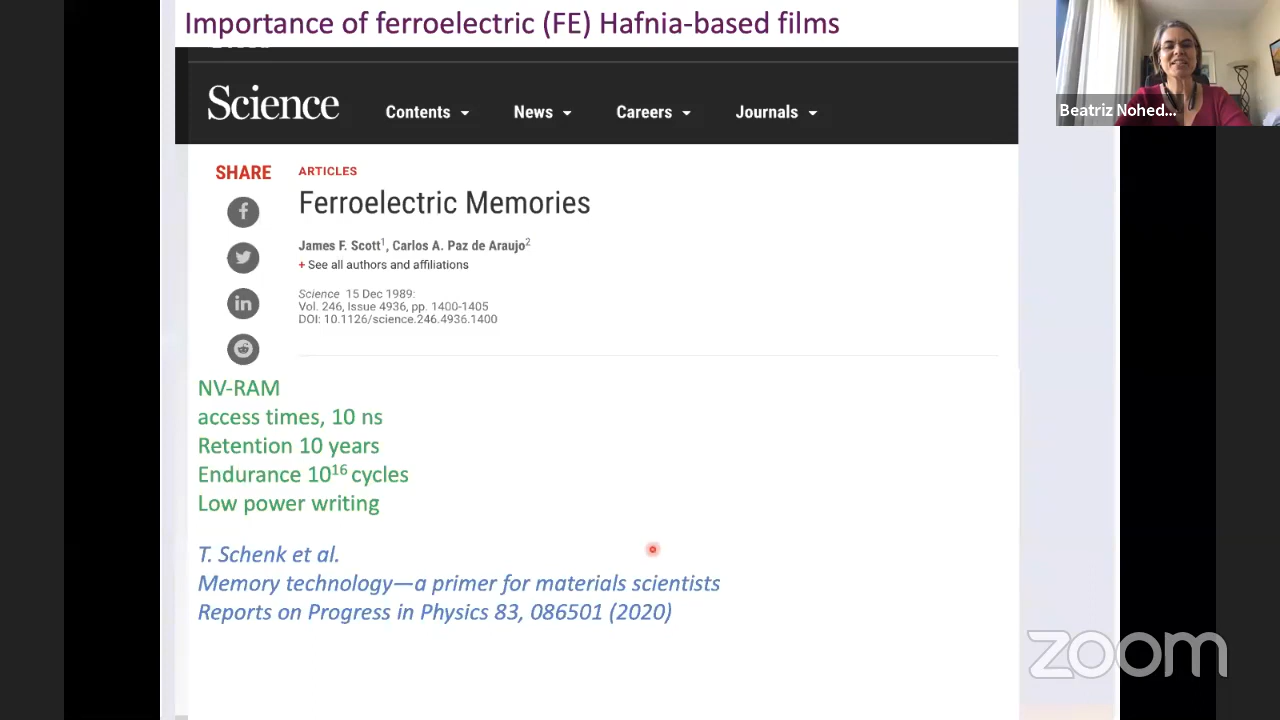 Importance of ferroelectric (FE) Hafnia-based films
Science
Contents
News
Careers
Journals
Beatriz Nohed...
SHARE
ARTICLES
Ferroelectric Memories
James F. Scott1, Carlos A. Paz de Araujo2
+ See all authors and affiliations
Science 15 Dec 1989:
Vol. 246, Issue 4936, pp. 1400-1405
DOI: 10.1126/science.246.4936.1400
NV-RAM
access times, 10 ns
Retention 10 years
Endurance 10^16 cycles
Low power writing
T. Schenk et al.
Memory technology—a primer for materials scientists
Reports on Progress in Physics 83, 086501 (2020)
zoom